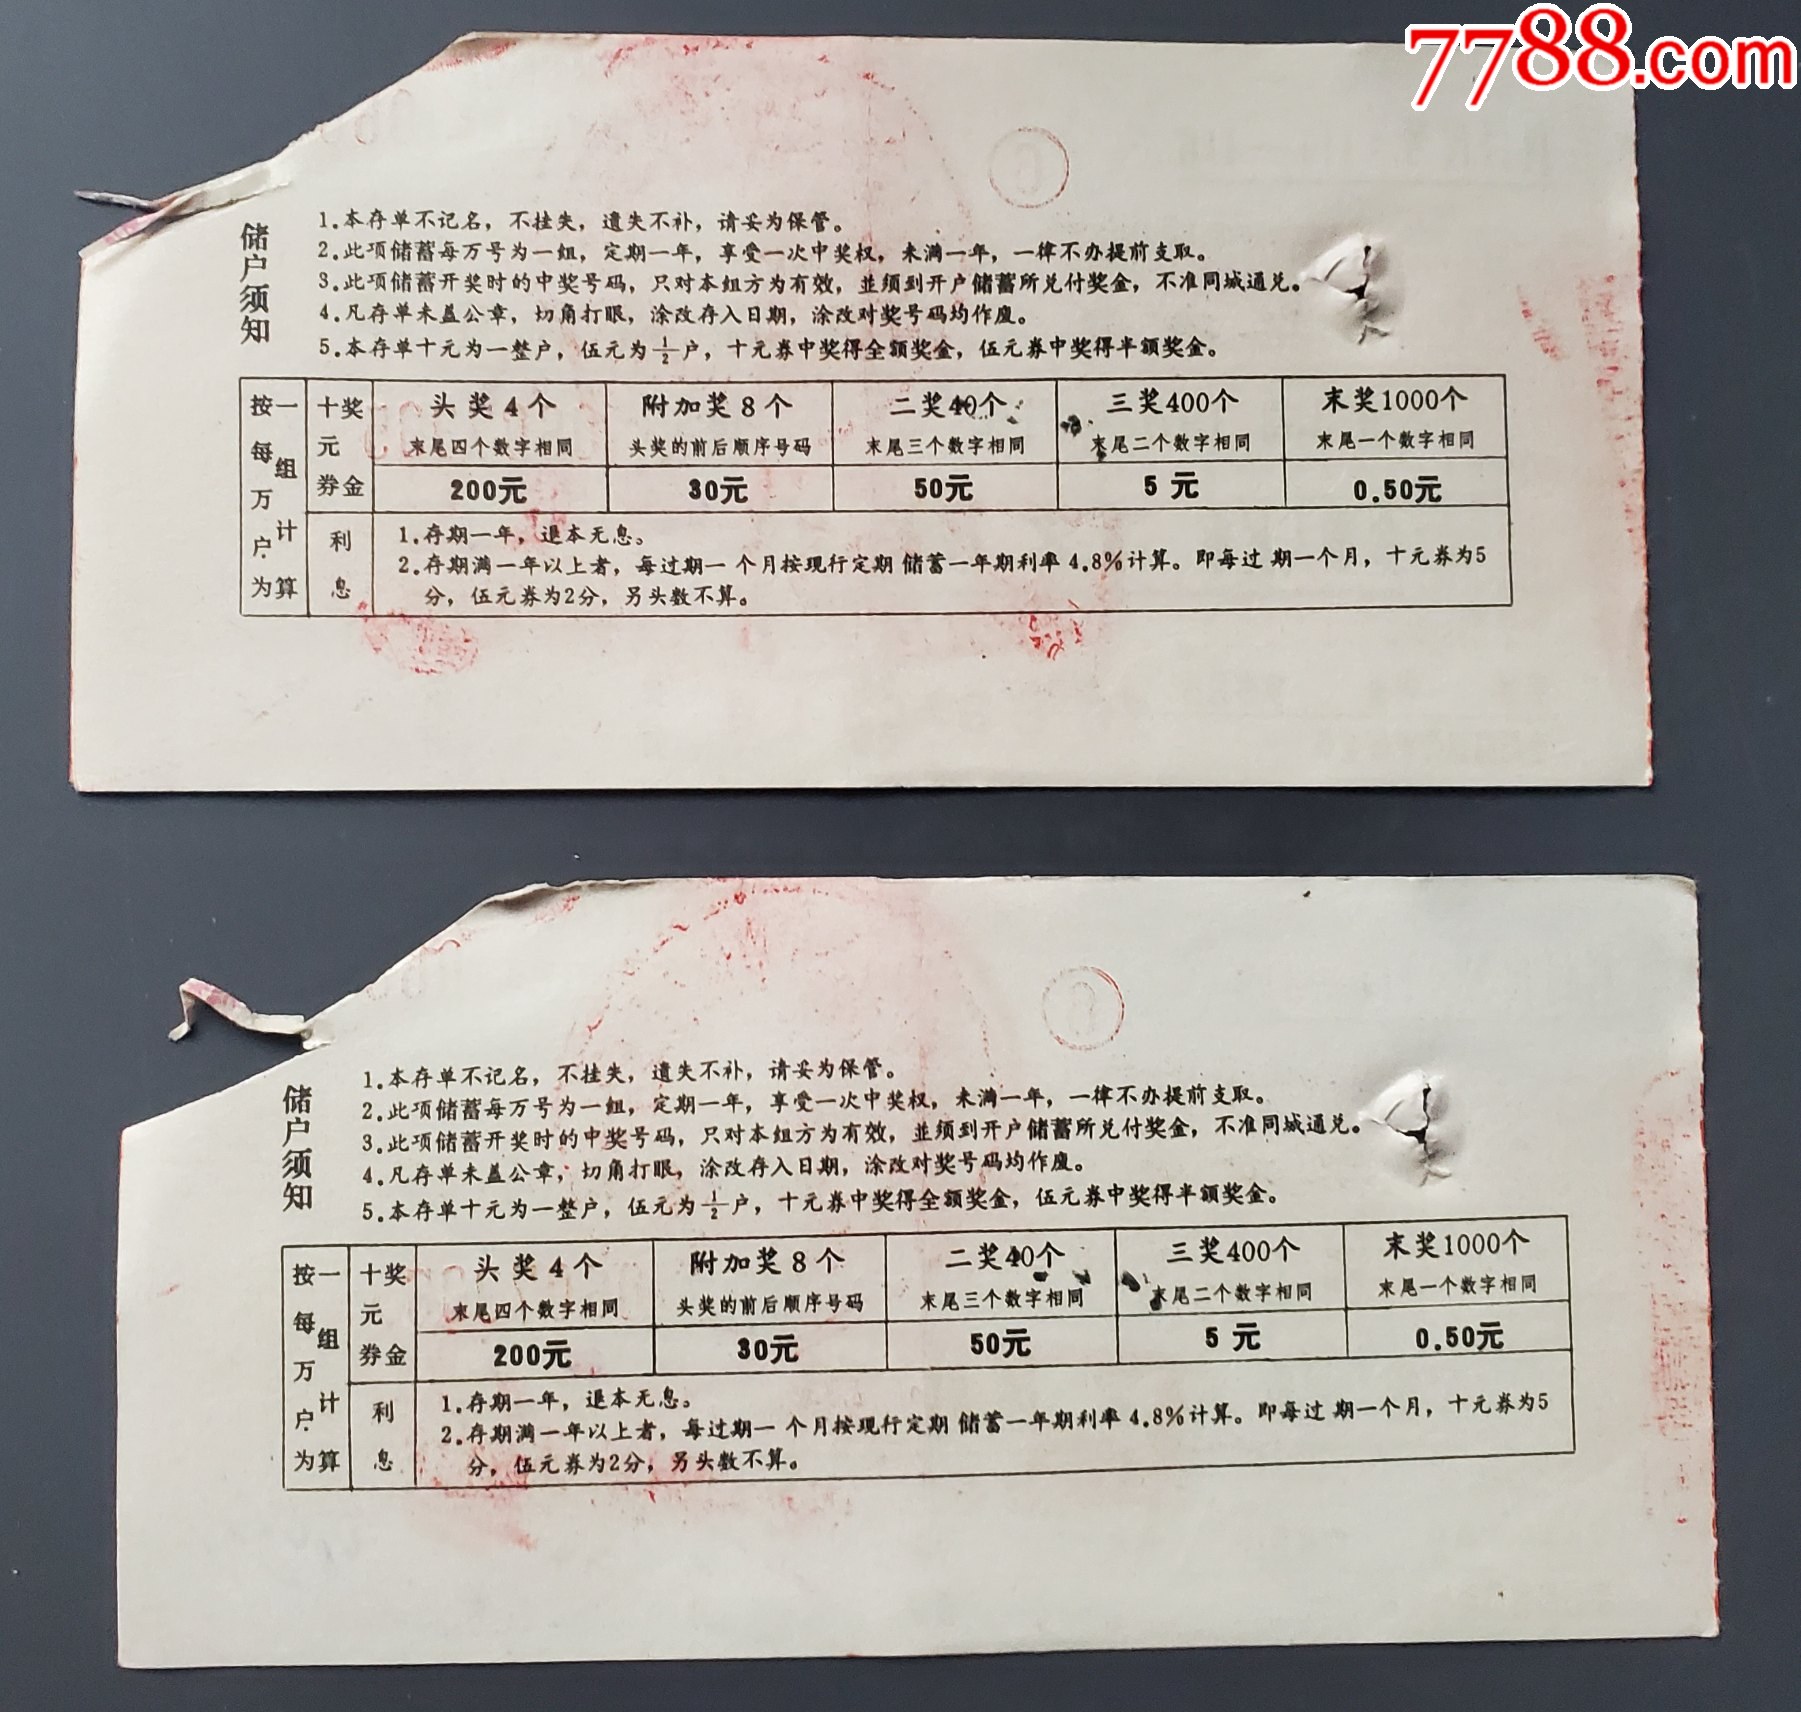 7788.com
储户须知
1.本存单不记名，不挂失，遗失不补，请妥为保管。
2.此项储蓄每万号为一组，定期一年，享受一次中奖权，未满一年，一律不办提前支取。
3.此项储蓄开奖时的中奖号码，只对本组方为有效，並须到开户储蓄所兑付奖金，不准同城通兑。
4.凡存单未盖公章，切角打眼，涂改存入日期，涂改对奖号码均作废。
5.本存单十元为一整户，伍元为1/2户，十元券中奖得全额奖金，伍元券中奖得半额奖金。
按每万户为一组计算
十元券奖金
头奖4个
附加奖8个
二奖40个
三奖400个
末奖1000个
末尾四个数字相同
头奖的前后顺序号码
末尾三个数字相同
末尾二个数字相同
末尾一个数字相同
200元
30元
50元
5元
0.50元
利息
1.存期一年，退本无息。
2.存期满一年以上者，每过期一个月按现行定期储蓄一年期利率4.8%计算。即每过期一个月，十元券为5
分，伍元券为2分，另头数不算。
储户须知
1.本存单不记名，不挂失，遗失不补，请妥为保管。
2.此项储蓄每万号为一组，定期一年，享受一次中奖权，未满一年，一律不办提前支取。
3.此项储蓄开奖时的中奖号码，只对本组方为有效，並须到开户储蓄所兑付奖金，不准同城通兑。
4.凡存单未盖公章，切角打眼，涂改存入日期，涂改对奖号码均作废。
5.本存单十元为一整户，伍元为1/2户，十元券中奖得全额奖金，伍元券中奖得半额奖金。
按每万户为一组计算
十元券奖金
头奖4个
附加奖8个
二奖40个
三奖400个
末奖1000个
末尾四个数字相同
头奖的前后顺序号码
末尾三个数字相同
末尾二个数字相同
末尾一个数字相同
200元
30元
50元
5元
0.50元
利息
1.存期一年，退本无息。
2.存期满一年以上者，每过期一个月按现行定期储蓄一年期利率4.8%计算。即每过期一个月，十元券为5
分，伍元券为2分，另头数不算。